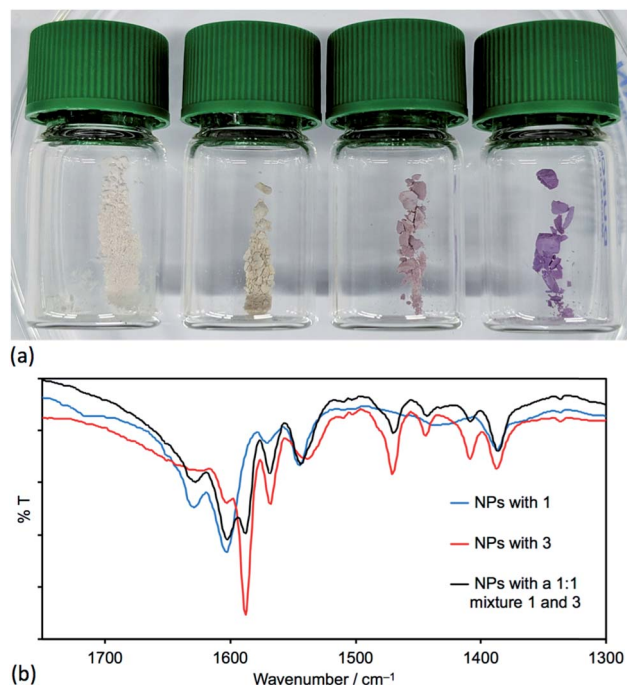 (a)
% T
NPs with 1
NPs with 3
NPs with a 1:1
mixture 1 and 3
1700
1600
1500
1400
1300
(b)
Wavenumber / cm⁻¹